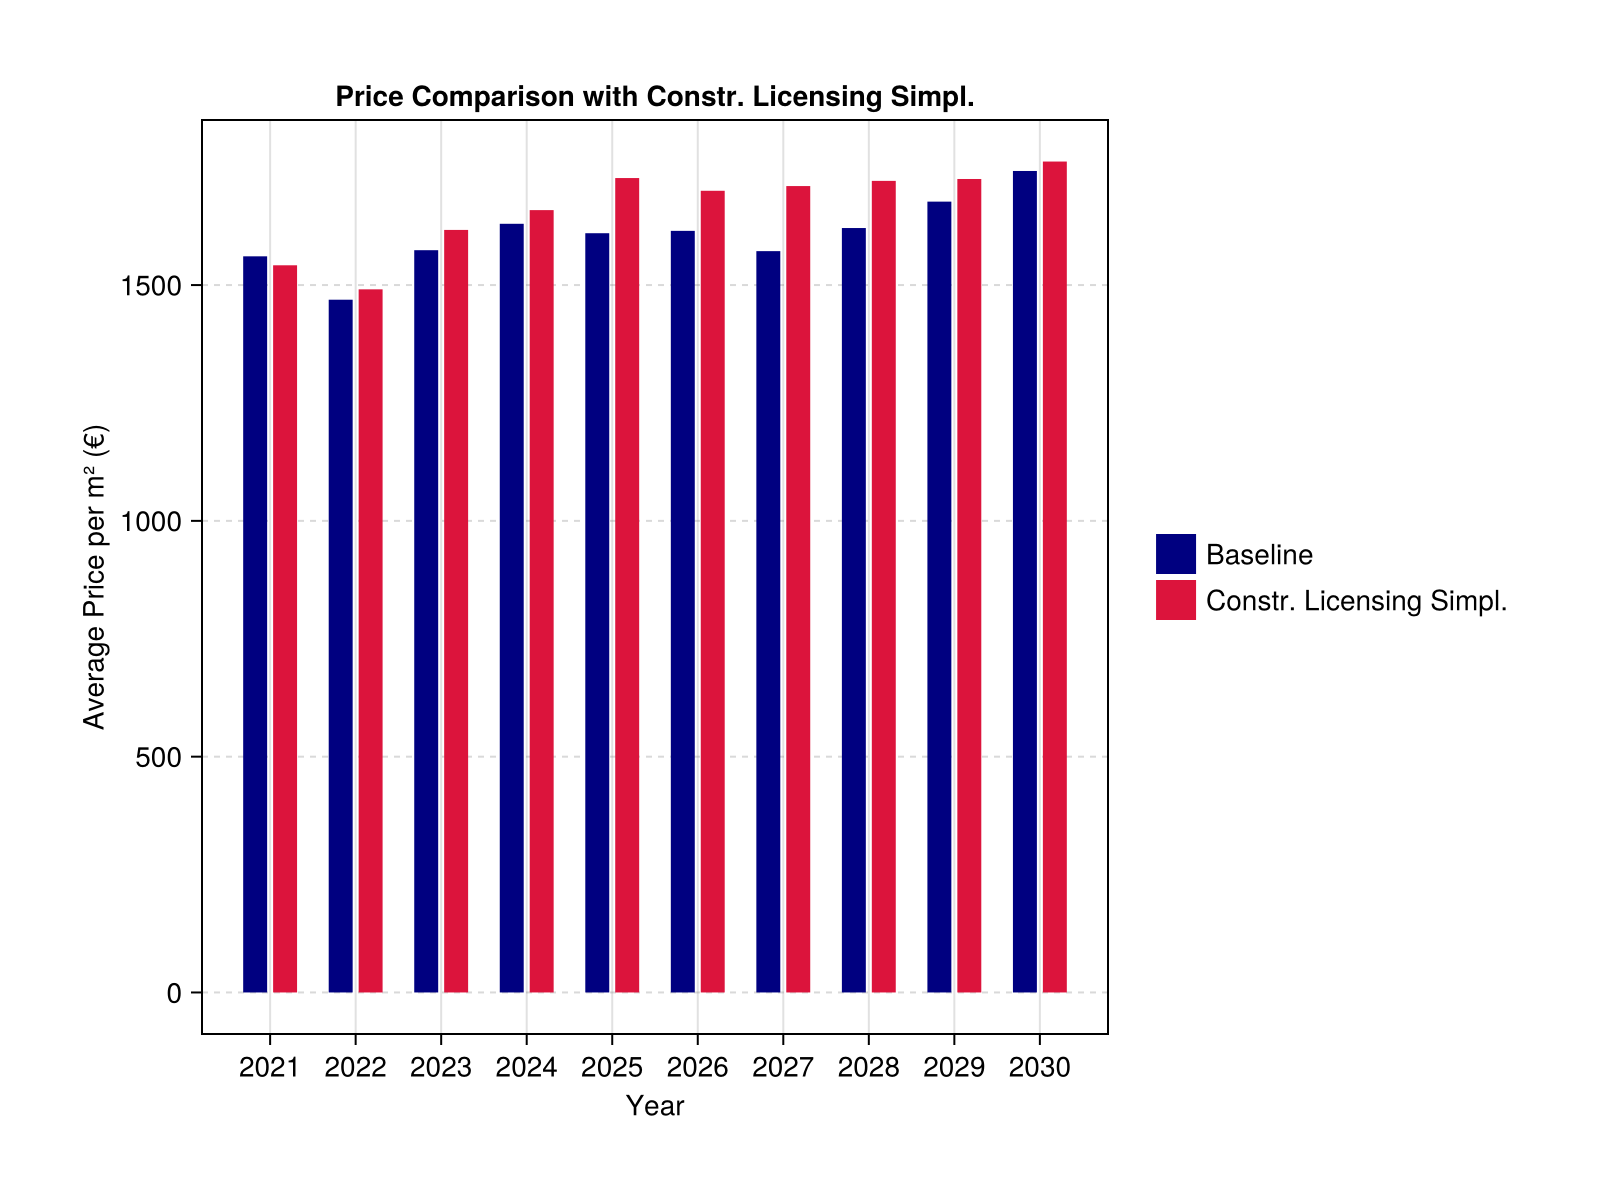 Price Comparison with Constr. Licensing Simpl.
Average Price per m² (€)
1500
1000
500
0
2021 2022 2023 2024 2025 2026 2027 2028 2029 2030
Year
Baseline
Constr. Licensing Simpl.